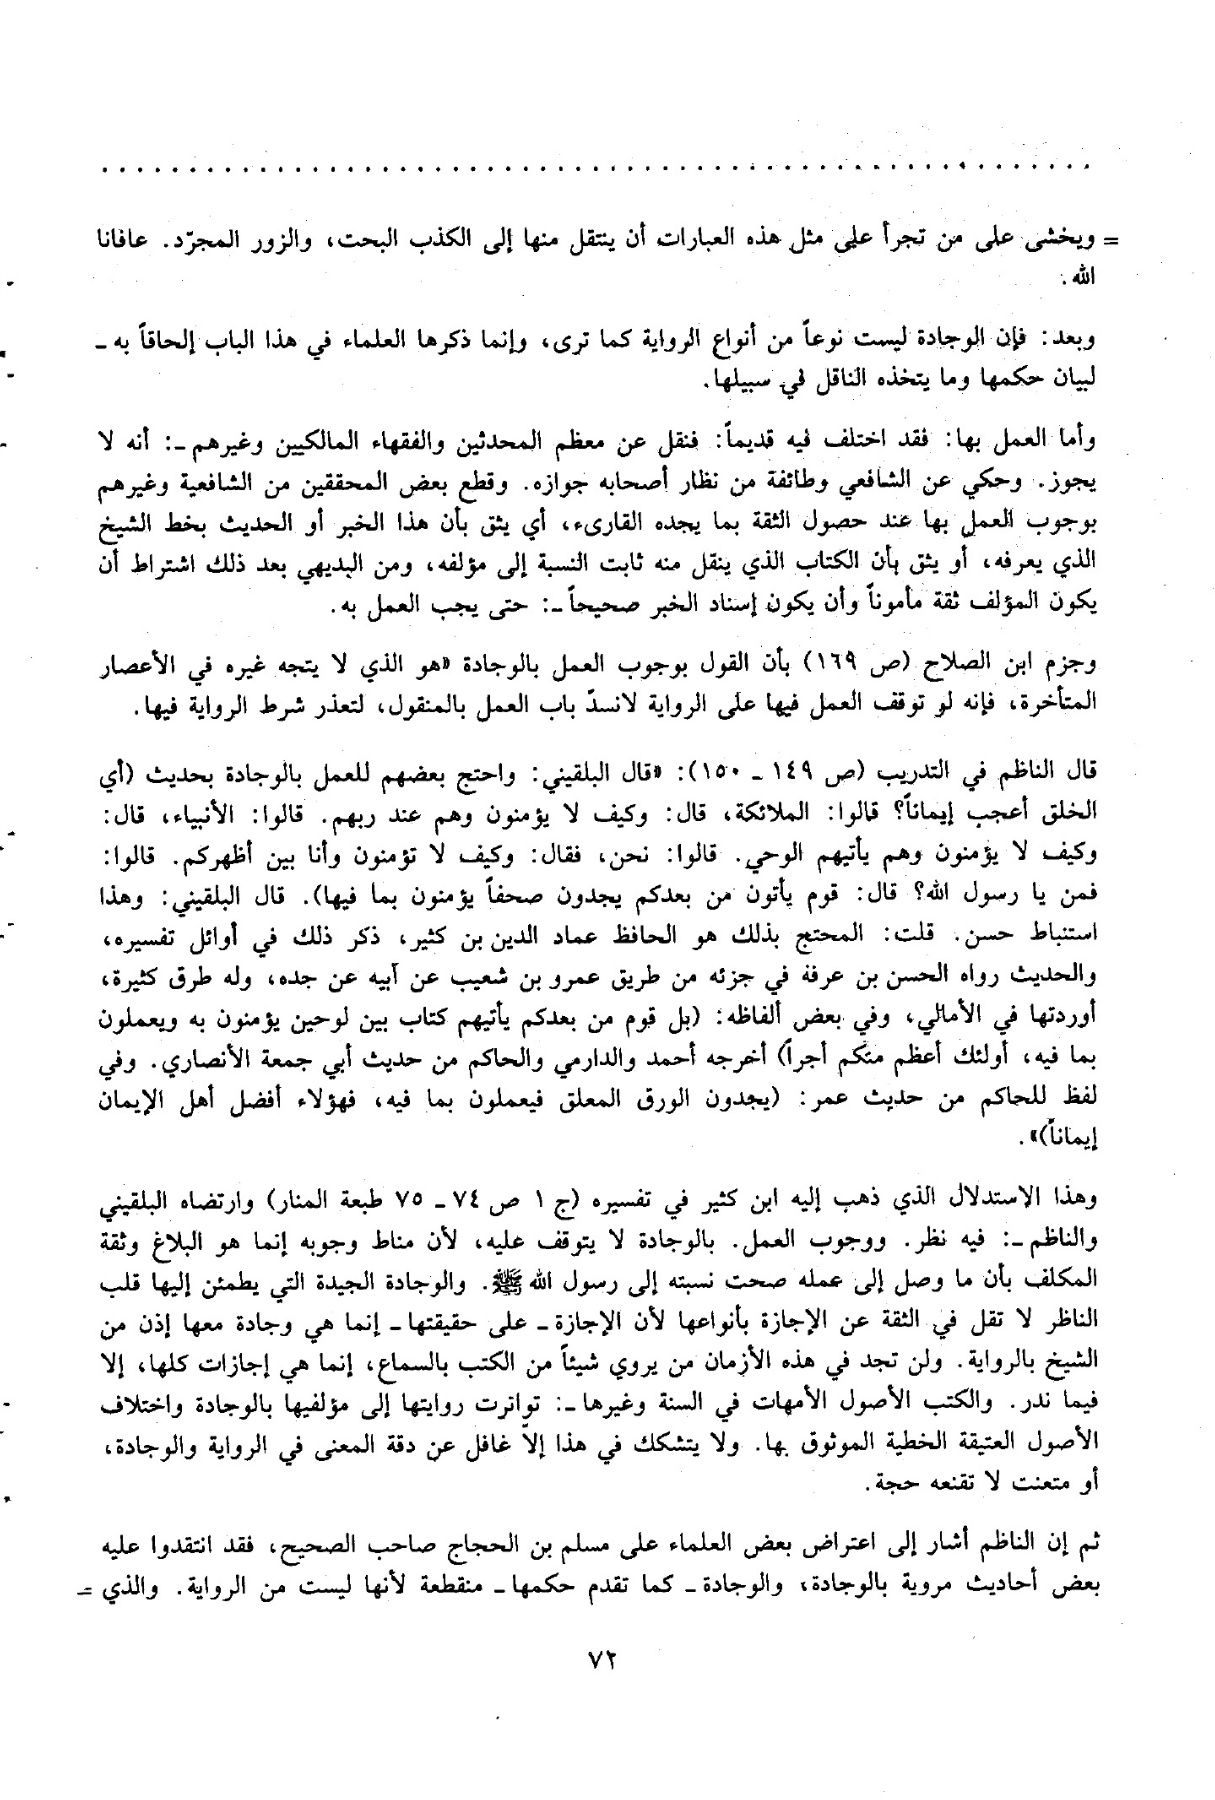 . . . . . . . . . . . . . . . . . . . . . . . . . . . . . . . . . . . . . . . . . . . . . . . . . . . . . . . . .
= ويخشى على من تجرأ على مثل هذه العبارات أن ينتقل منها إلى الكذب البحت، والزور المجرّد. عافانا
الله.
وبعد: فإن الوجادة ليست نوعاً من أنواع الرواية كما ترى، وإنما ذكرها العلماء في هذا الباب إلحاقاً به ـ
لبيان حكمها وما يتخذه الناقل في سبيلها.
وأما العمل بها: فقد اختلف فيه قديماً: فنقل عن معظم المحدثين والفقهاء المالكيين وغيرهم ـ: أنه لا
يجوز. وحكي عن الشافعي وطائفة من نظار أصحابه جوازه. وقطع بعض المحققين من الشافعية وغيرهم
بوجوب العمل بها عند حصول الثقة بما يجده القارىء، أي يثق بأن هذا الخبر أو الحديث بخط الشيخ
الذي يعرفه، أو يثق بأن الكتاب الذي ينقل منه ثابت النسبة إلى مؤلفه، ومن البديهي بعد ذلك اشتراط أن
يكون المؤلف ثقة مأموناً وأن يكون إسناد الخبر صحيحاً ـ: حتى يجب العمل به.
وجزم ابن الصلاح (ص ١٦٩) بأن القول بوجوب العمل بالوجادة «هو الذي لا يتجه غيره في الأعصار
المتأخرة، فإنه لو توقف العمل فيها على الرواية لانسدّ باب العمل بالمنقول، لتعذر شرط الرواية فيها.
قال الناظم في التدريب (ص ١٤٩ ـ ١٥٠): «قال البلقيني: واحتج بعضهم للعمل بالوجادة بحديث (أي
الخلق أعجب إيماناً؟ قالوا: الملائكة، قال: وكيف لا يؤمنون وهم عند ربهم. قالوا: الأنبياء، قال:
وكيف لا يؤمنون وهم يأتيهم الوحي. قالوا: نحن، فقال: وكيف لا تؤمنون وأنا بين أظهركم. قالوا:
فمن يا رسول الله؟ قال: قوم يأتون من بعدكم يجدون صحفاً يؤمنون بما فيها). قال البلقيني: وهذا
استنباط حسن. قلت: المحتج بذلك هو الحافظ عماد الدين بن كثير، ذكر ذلك في أوائل تفسيره،
والحديث رواه الحسن بن عرفة في جزئه من طريق عمرو بن شعيب عن أبيه عن جده، وله طرق كثيرة،
أوردتها في الأمالي، وفي بعض ألفاظه: (بل قوم من بعدكم يأتيهم كتاب بين لوحين يؤمنون به ويعملون
بما فيه، أولئك أعظم منكم أجراً) أخرجه أحمد والدارمي والحاكم من حديث أبي جمعة الأنصاري. وفي
لفظ للحاكم من حديث عمر: (يجدون الورق المعلق فيعملون بما فيه، فهؤلاء أفضل أهل الإيمان
إيماناً)».
وهذا الاستدلال الذي ذهب إليه ابن كثير في تفسيره (ج ١ ص ٧٤ ـ ٧٥ طبعة المنار) وارتضاه البلقيني
والناظم ـ: فيه نظر. ووجوب العمل. بالوجادة لا يتوقف عليه، لأن مناط وجوبه إنما هو البلاغ وثقة
المكلف بأن ما وصل إلى عمله صحت نسبته إلى رسول الله ﷺ. والوجادة الجيدة التي يطمئن إليها قلب
الناظر لا تقل في الثقة عن الإجازة بأنواعها لأن الإجازة ـ على حقيقتها ـ إنما هي وجادة معها إذن من
الشيخ بالرواية. ولن تجد في هذه الأزمان من يروي شيئاً من الكتب بالسماع، إنما هي إجازات كلها، إلا
فيما ندر. والكتب الأصول الأمهات في السنة وغيرها ـ: تواترت روايتها إلى مؤلفيها بالوجادة واختلاف
الأصول العتيقة الخطية الموثوق بها. ولا يتشكك في هذا إلاّ غافل عن دقة المعنى في الرواية والوجادة،
أو متعنت لا تقنعه حجة.
ثم إن الناظم أشار إلى اعتراض بعض العلماء على مسلم بن الحجاج صاحب الصحيح، فقد انتقدوا عليه
بعض أحاديث مروية بالوجادة، والوجادة ـ كما تقدم حكمها ـ منقطعة لأنها ليست من الرواية. والذي =
٧٢